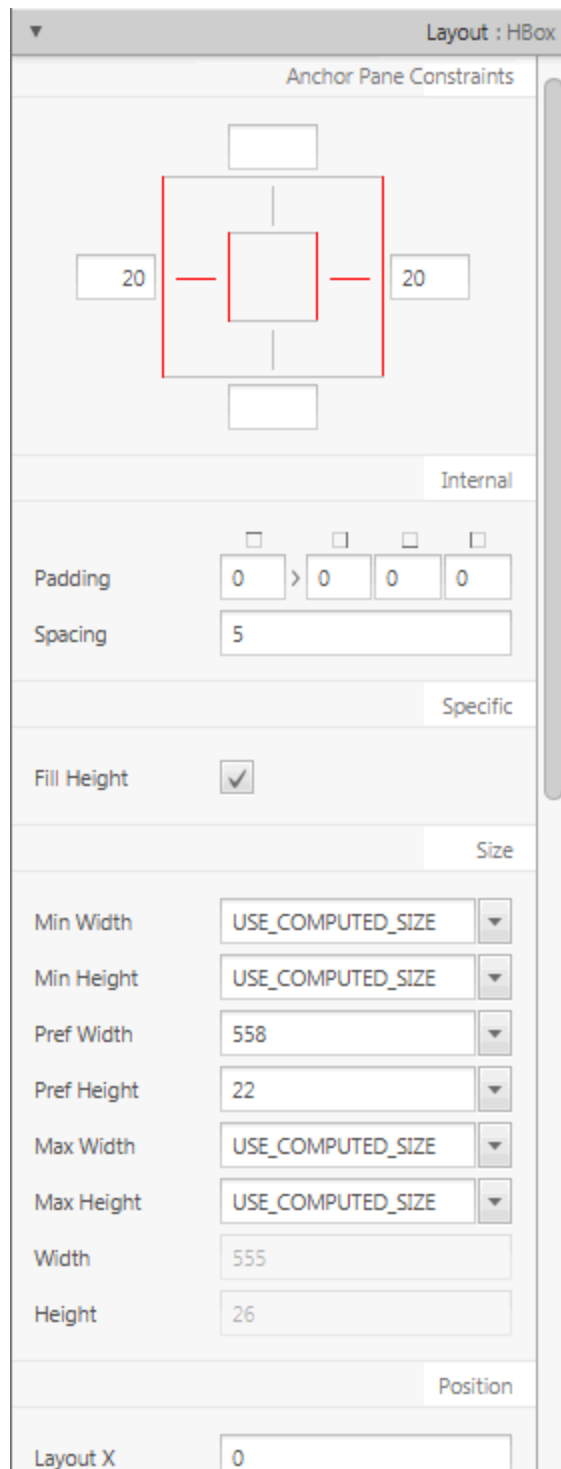 Layout : HBox
Anchor Pane Constraints
20 20
Internal
Padding 0 0 0 0
Spacing 5
Specific
Fill Height
Size
Min Width USE_COMPUTED_SIZE
Min Height USE_COMPUTED_SIZE
Pref Width 558
Pref Height 22
Max Width USE_COMPUTED_SIZE
Max Height USE_COMPUTED_SIZE
Width 555
Height 26
Position
Layout X 0